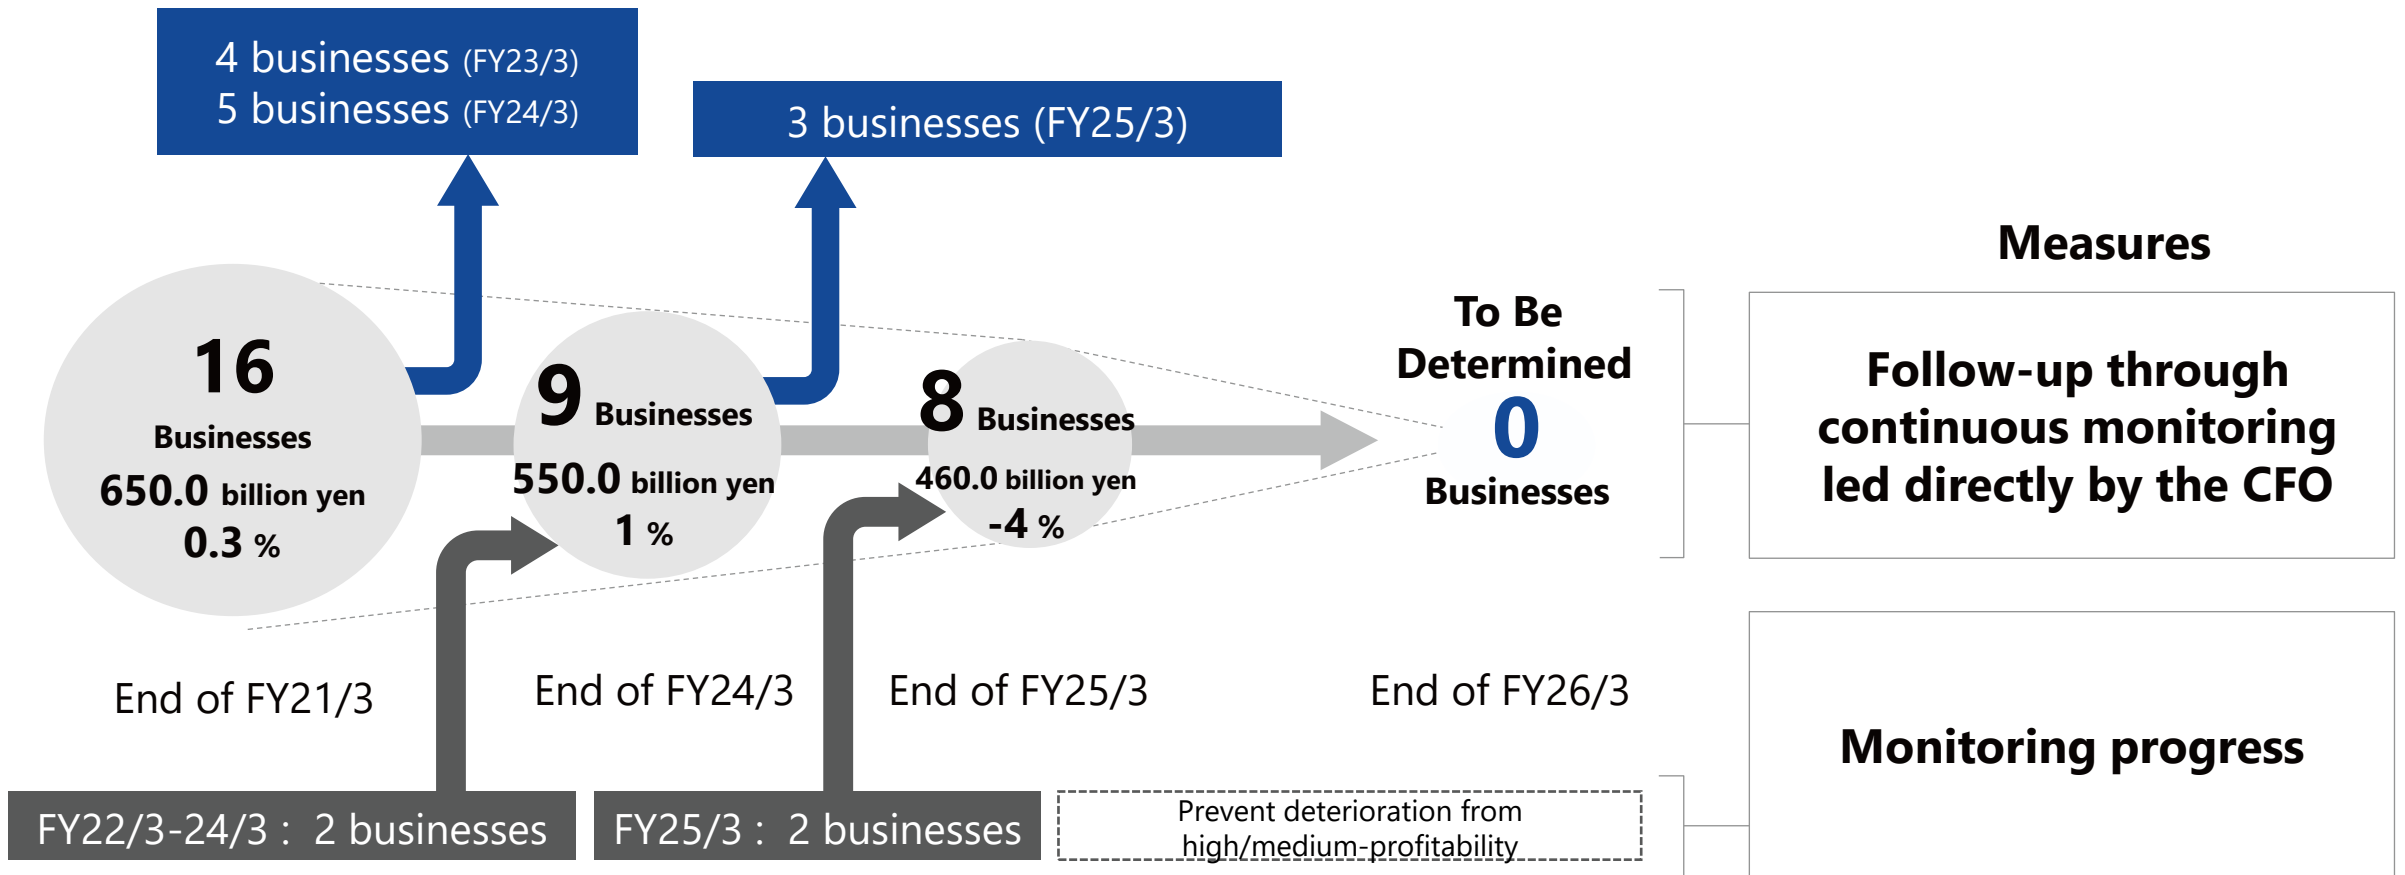 4 businesses (FY23/3)
5 businesses (FY24/3)
3 businesses (FY25/3)
16
Businesses
650.0 billion yen
0.3 %
9 Businesses
550.0 billion yen
1 %
8 Businesses
460.0 billion yen
-4 %
To Be
Determined
0
Businesses
Measures
Follow-up through
continuous monitoring
led directly by the CFO
End of FY21/3
End of FY24/3
End of FY25/3
End of FY26/3
Monitoring progress
FY22/3-24/3 : 2 businesses
FY25/3 : 2 businesses
Prevent deterioration from
high/medium-profitability